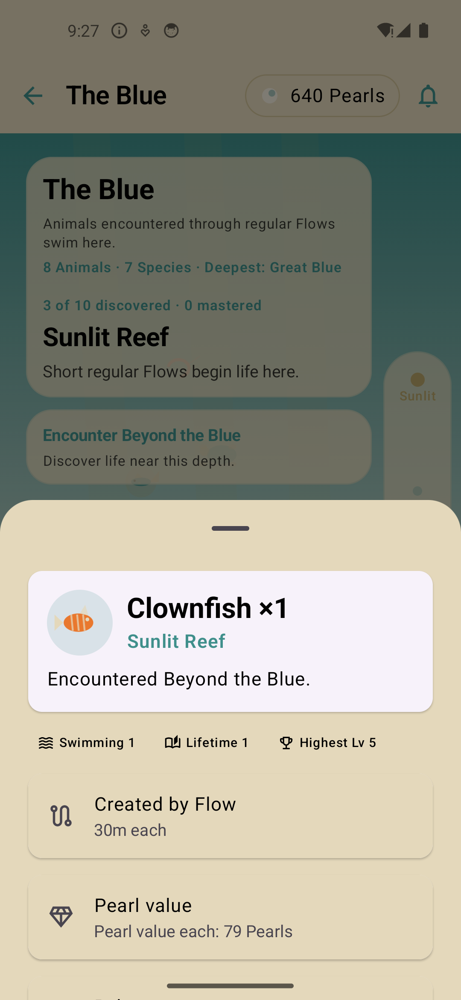 9:27
The Blue
640 Pearls
The Blue
Animals encountered through regular Flows
swim here.
8 Animals · 7 Species · Deepest: Great Blue
3 of 10 discovered · 0 mastered
Sunlit Reef
Short regular Flows begin life here.
Sunlit
Encounter Beyond the Blue
Discover life near this depth.
Clownfish ×1
Sunlit Reef
Encountered Beyond the Blue.
Swimming 1
Lifetime 1
Highest Lv 5
Created by Flow
30m each
Pearl value
Pearl value each: 79 Pearls